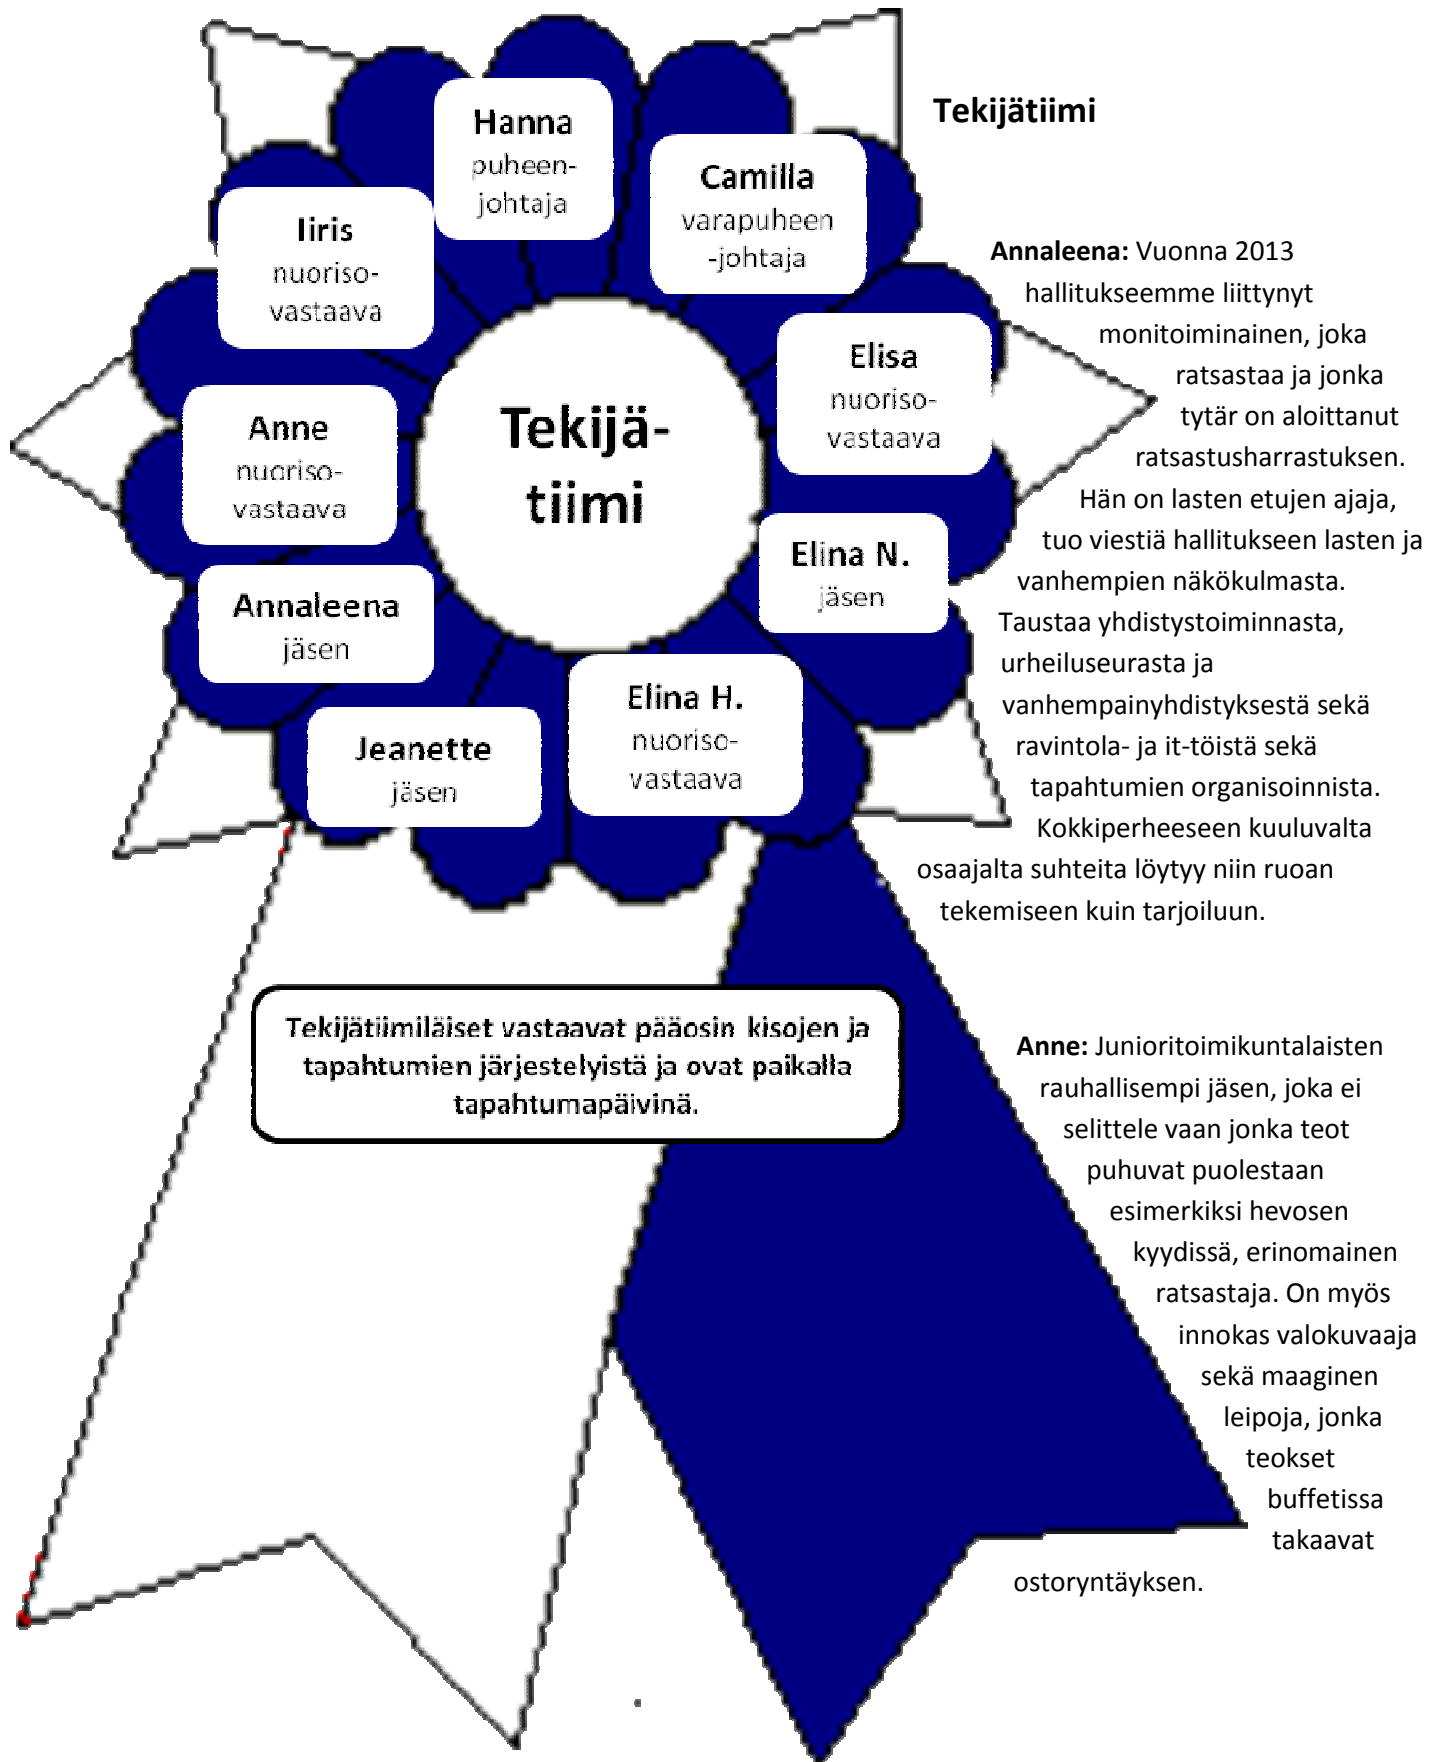 Tekijätiimi
Hanna
puheen-
johtaja
Camilla
varapuheen
-johtaja
Iiris
nuoriso-
vastaava
Elisa
nuoriso-
vastaava
Anne
nuoriso-
vastaava
Tekijä-
tiimi
Elina N.
jäsen
Annaleena
jäsen
Elina H.
nuoriso-
vastaava
Jeanette
jäsen
Tekijätiimiläiset vastaavat pääosin kisojen ja
tapahtumien järjestelyistä ja ovat paikalla
tapahtumapäivinä.
Annaleena: Vuonna 2013
hallitukseemme liittynyt
monitoiminainen, joka
ratsastaa ja jonka
tytär on aloittanut
ratsastusharrastuksen.
Hän on lasten etujen ajaja,
tuo viestiä hallitukseen lasten ja
vanhempien näkökulmasta.
Taustaa yhdistystoiminnasta,
urheiluseurasta ja
vanhempainyhdistyksestä sekä
ravintola- ja it-töistä sekä
tapahtumien organisoinnista.
Kokkiperheeseen kuuluvalta
osaajalta suhteita löytyy niin ruoan
tekemiseen kuin tarjoiluun.
Anne: Junioritoimikuntalaisten
rauhallisempi jäsen, joka ei
selittele vaan jonka teot
puhuvat puolestaan
esimerkiksi hevosen
kyydissä, erinomainen
ratsastaja. On myös
innokas valokuvaaja
sekä maaginen
leipoja, jonka
teokset
buffetissa
takaavat
ostoryntäyksen.